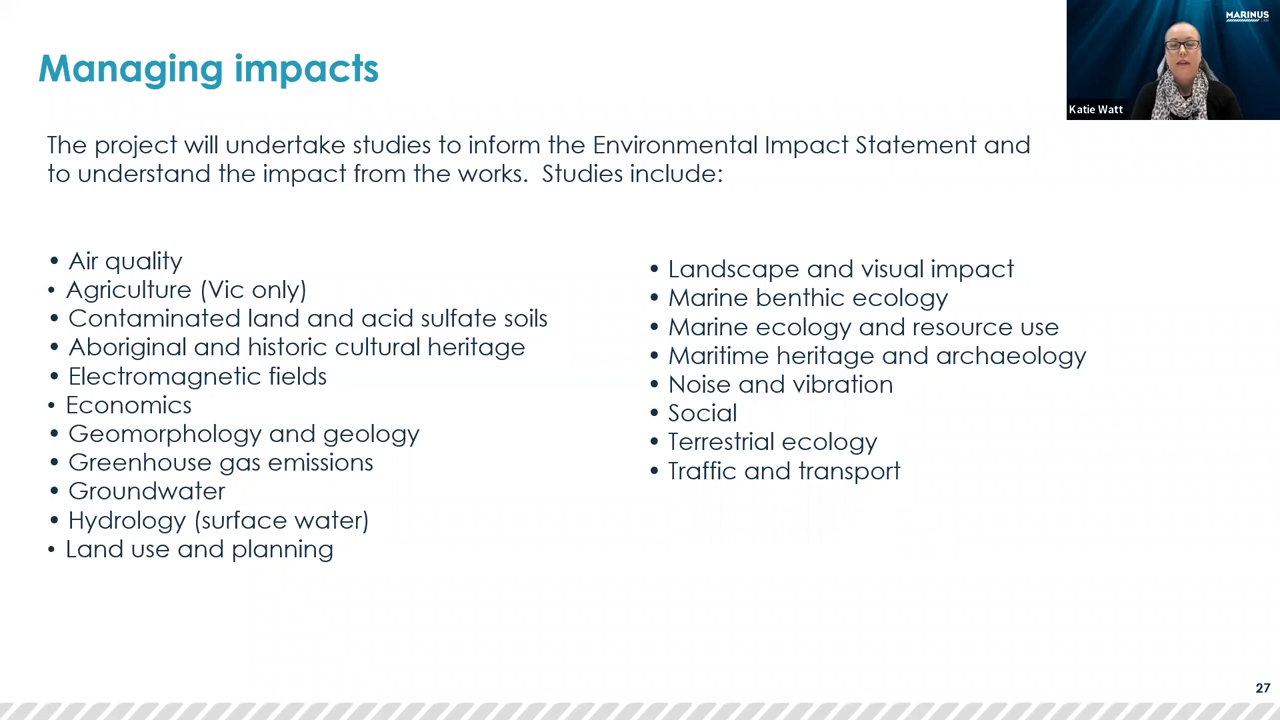 MARINUS
Managing impacts
Katie Watt
The project will undertake studies to inform the Environmental Impact Statement and
to understand the impact from the works.  Studies include:
• Air quality
• Agriculture (Vic only)
• Contaminated land and acid sulfate soils
• Aboriginal and historic cultural heritage
• Electromagnetic fields
• Economics
• Geomorphology and geology
• Greenhouse gas emissions
• Groundwater
• Hydrology (surface water)
• Land use and planning
• Landscape and visual impact
• Marine benthic ecology
• Marine ecology and resource use
• Maritime heritage and archaeology
• Noise and vibration
• Social
• Terrestrial ecology
• Traffic and transport
27